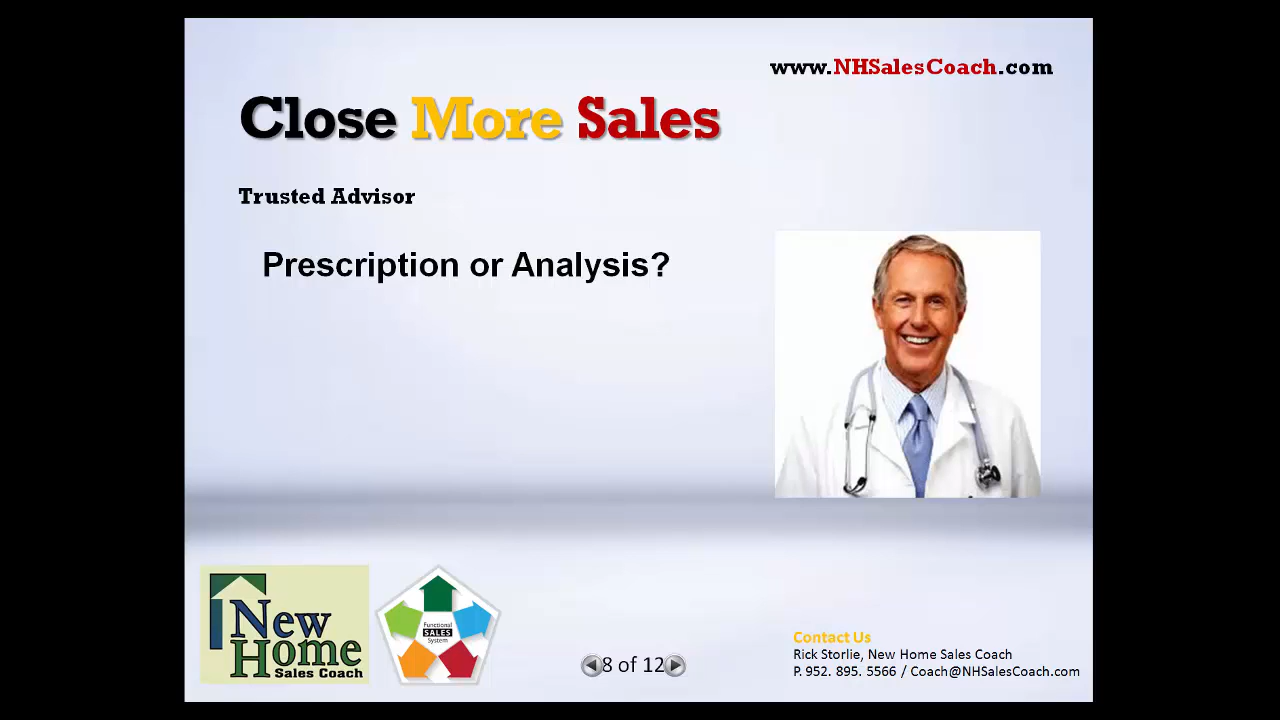 www.NHSalesCoach.com
Close More Sales
Trusted Advisor
Prescription or Analysis?
New
Home
Sales Coach
Functional
SALES
System
8 of 12
Contact Us
Rick Storlie, New Home Sales Coach
P. 952. 895. 5566 / Coach@NHSalesCoach.com